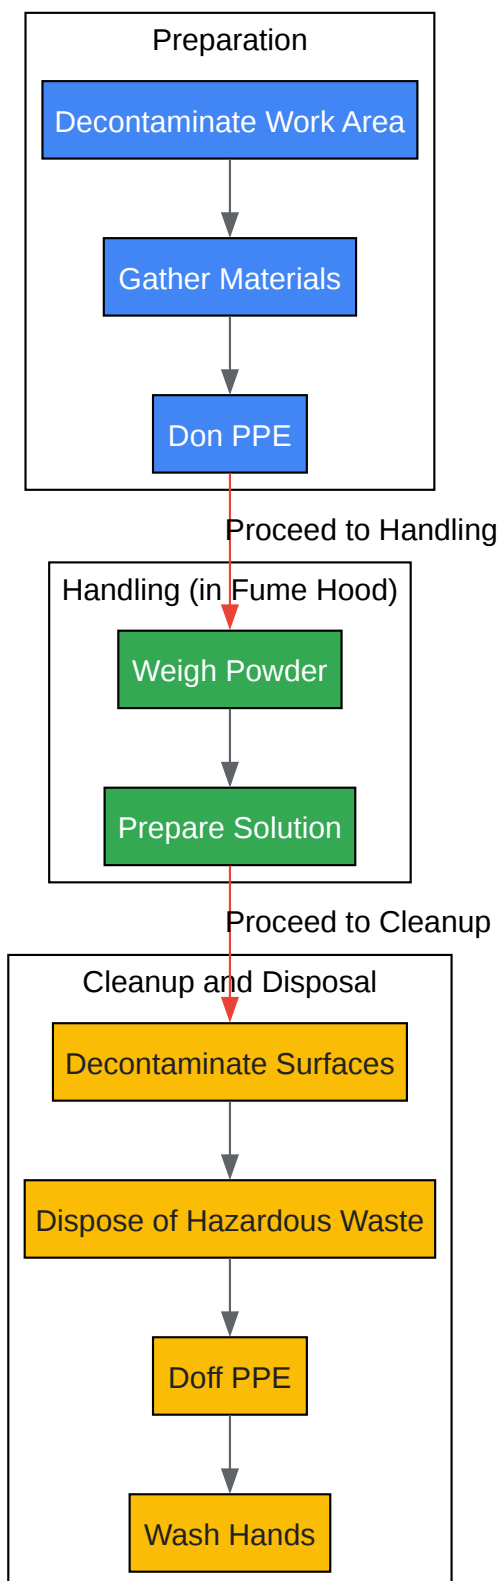 Preparation
Decontaminate Work Area
Gather Materials
Don PPE
Proceed to Handling
Handling (in Fume Hood)
Weigh Powder
Prepare Solution
Proceed to Cleanup
Cleanup and Disposal
Decontaminate Surfaces
Dispose of Hazardous Waste
Doff PPE
Wash Hands